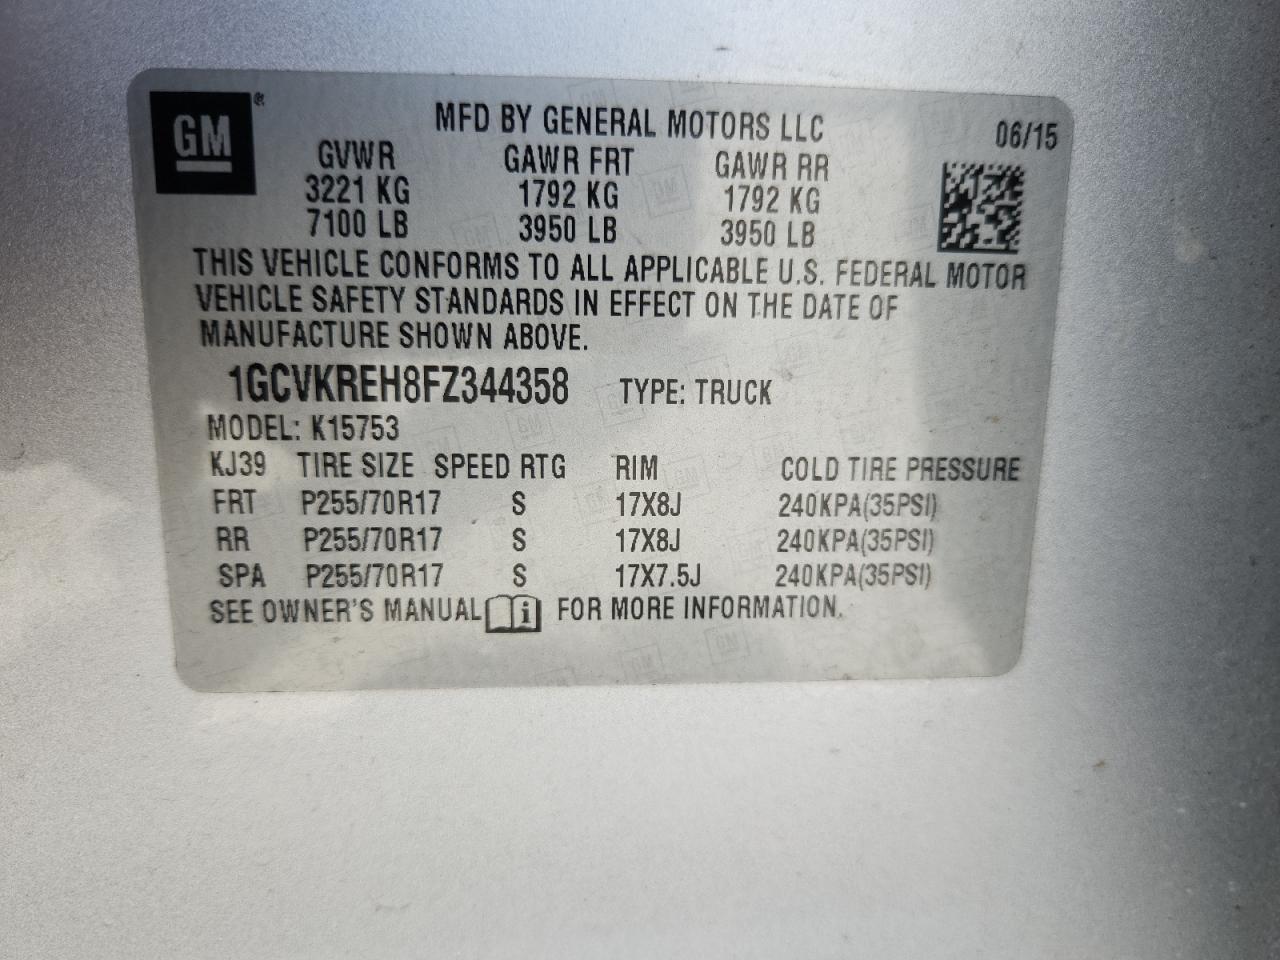 GM
MFD BY GENERAL MOTORS LLC 06/15
GVWR GAWR FRT GAWR RR
3221 KG 1792 KG 1792 KG
7100 LB 3950 LB 3950 LB
THIS VEHICLE CONFORMS TO ALL APPLICABLE U.S. FEDERAL MOTOR
VEHICLE SAFETY STANDARDS IN EFFECT ON THE DATE OF
MANUFACTURE SHOWN ABOVE.
1GCVKREH8FZ344358 TYPE: TRUCK
MODEL: K15753
KJ39 TIRE SIZE SPEED RTG RIM COLD TIRE PRESSURE
FRT P255/70R17 S 17X8J 240KPA(35PSI)
RR P255/70R17 S 17X8J 240KPA(35PSI)
SPA P255/70R17 S 17X7.5J 240KPA(35PSI)
SEE OWNER'S MANUAL i FOR MORE INFORMATION.